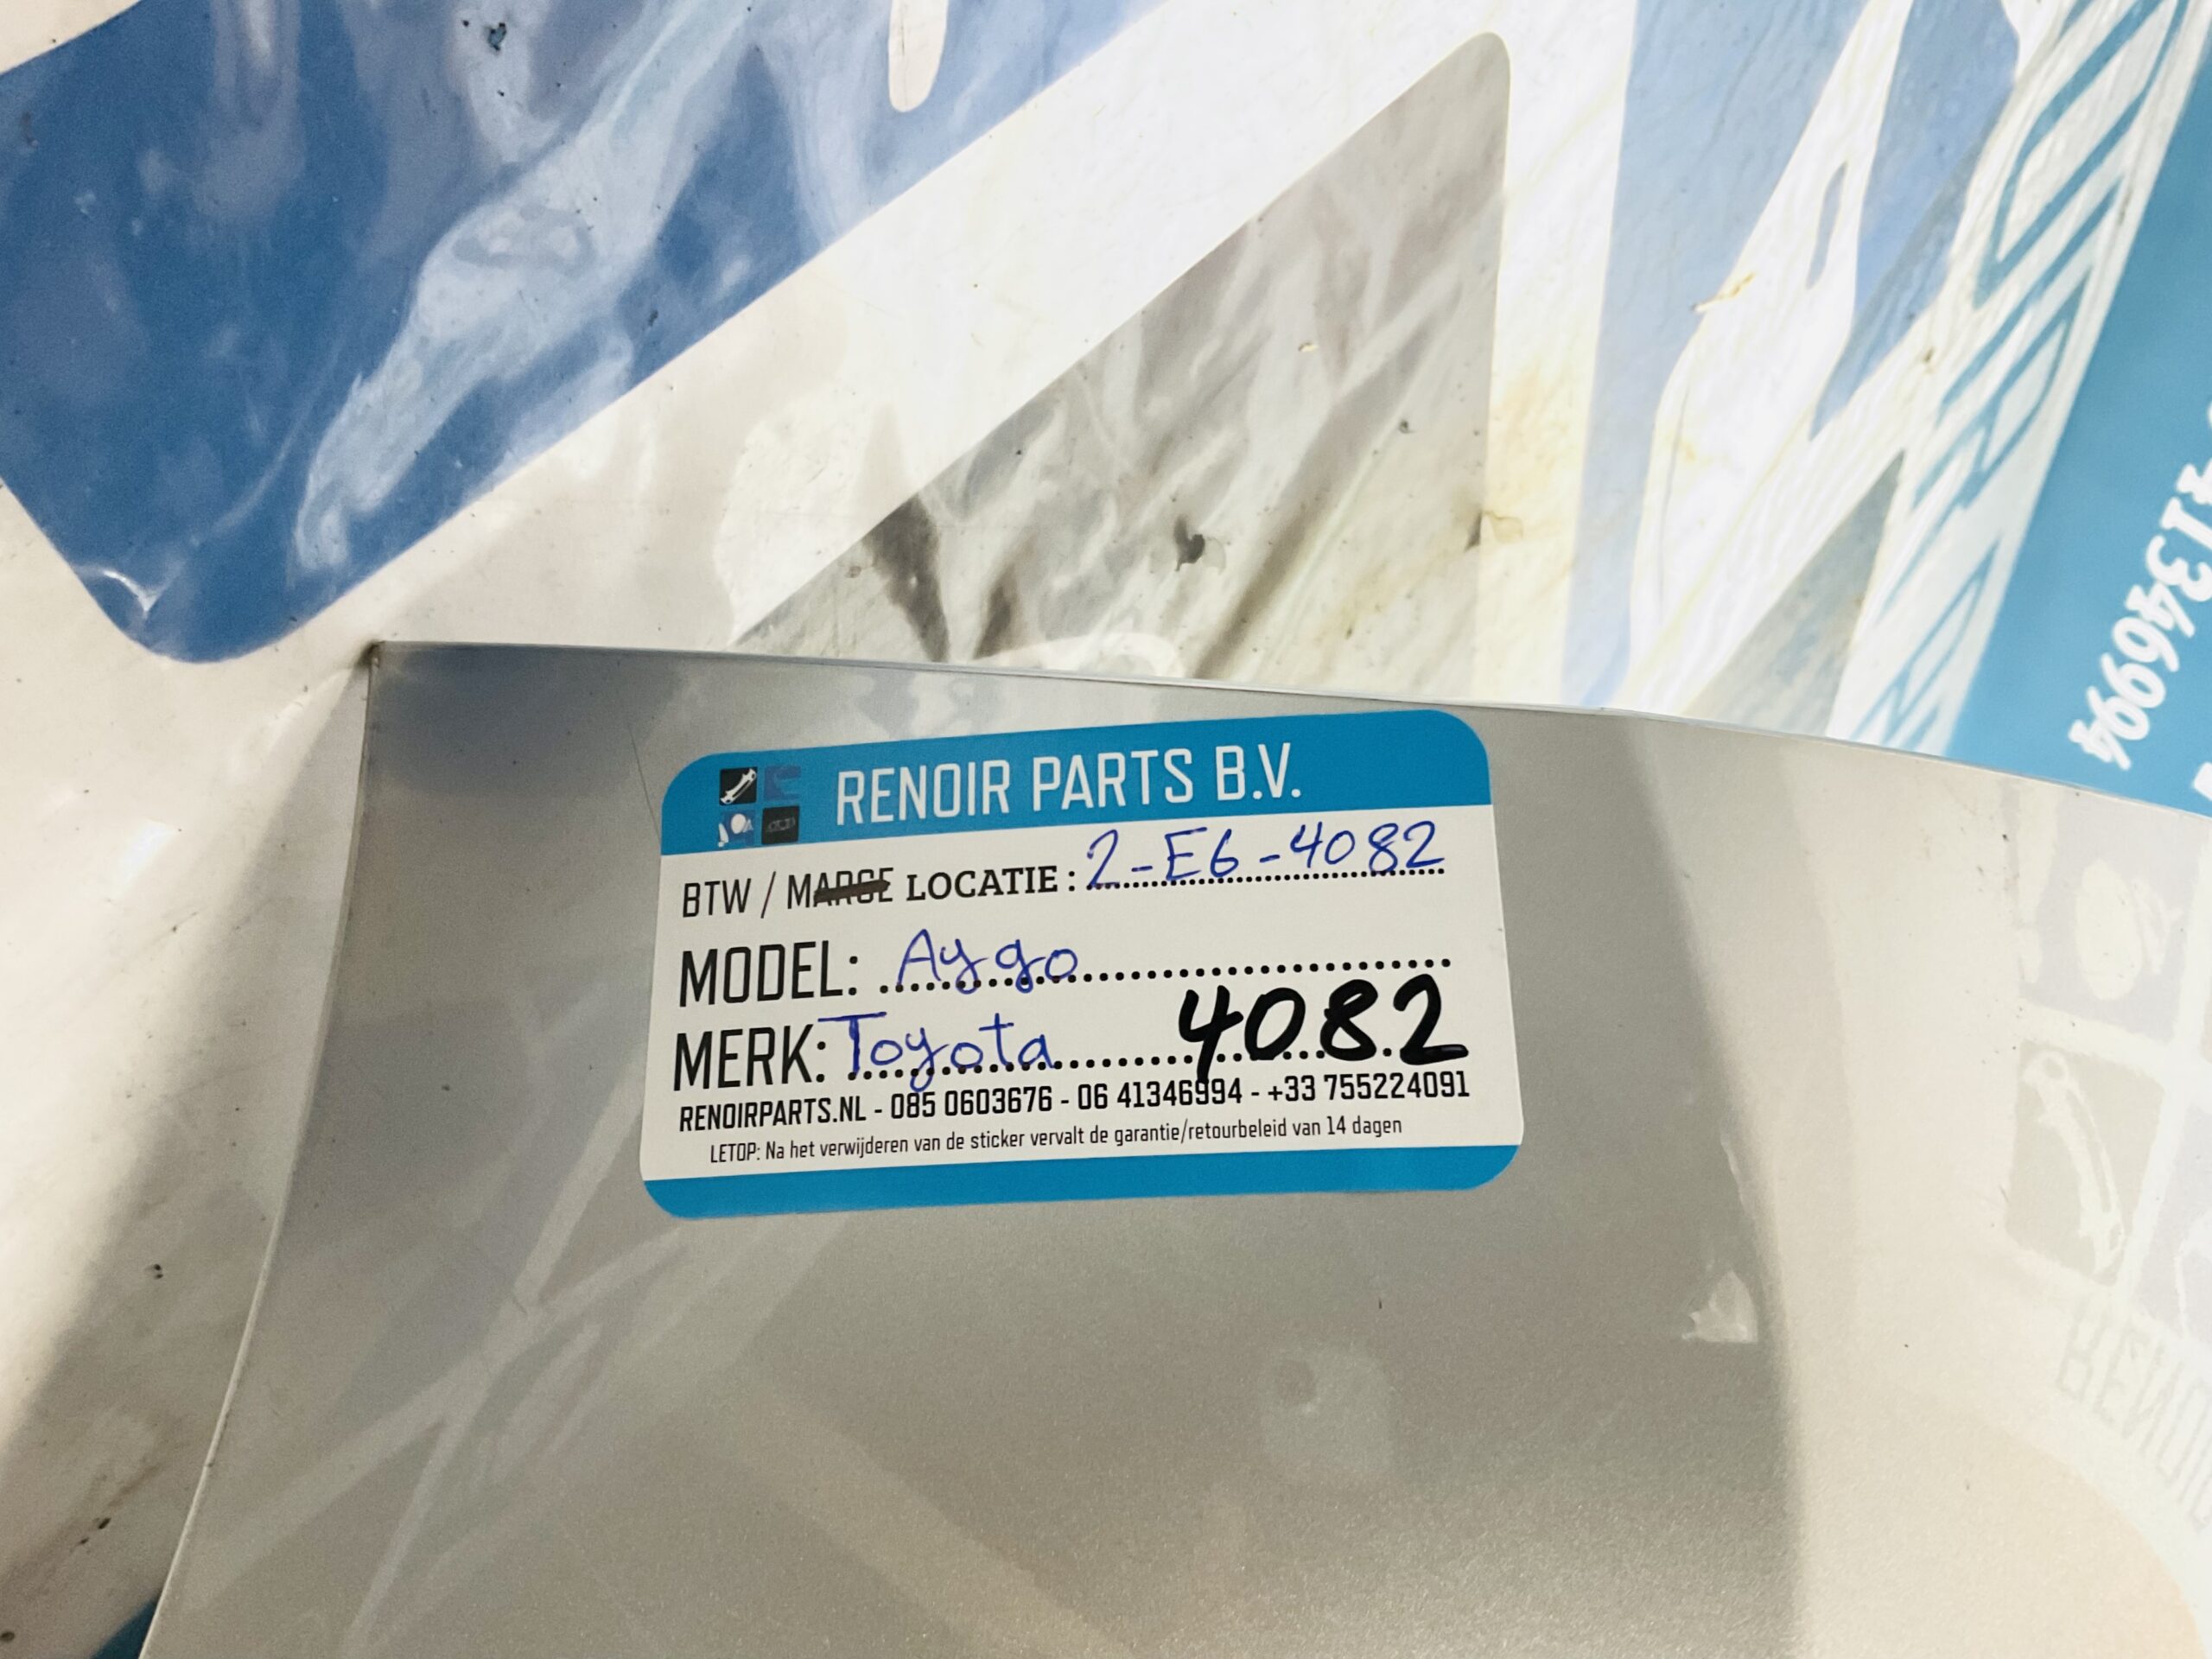 RENOIR PARTS B.V.
BTW / MARGE LOCATIE : 2-E6-4082
MODEL: Aygo
MERK: Toyota 4082
RENOIRPARTS.NL - 085 0603676 - 06 41346994 - +33 755224091
LETOP: Na het verwijderen van de sticker vervalt de garantie/retourbeleid van 14 dagen
41346994